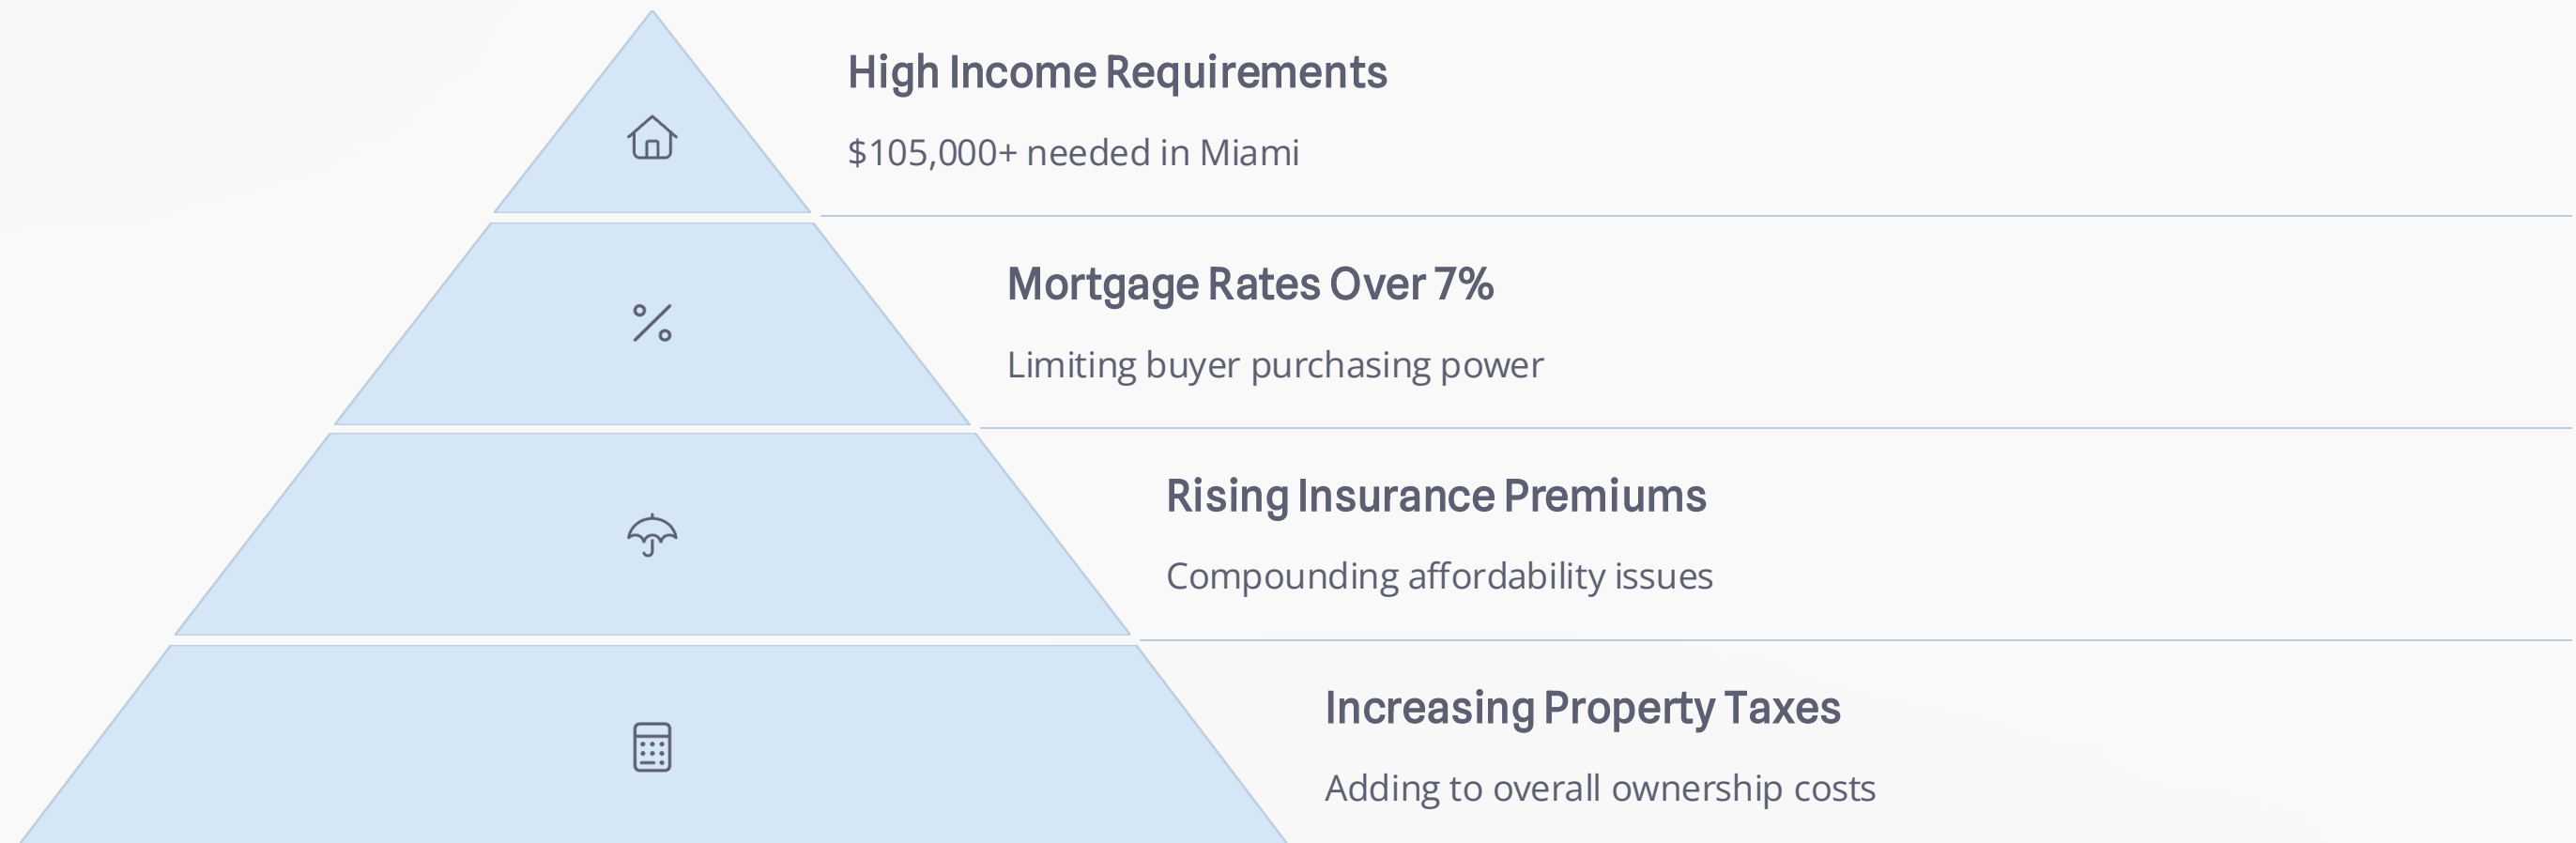 High Income Requirements
$105,000+ needed in Miami
Mortgage Rates Over 7%
Limiting buyer purchasing power
Rising Insurance Premiums
Compounding affordability issues
Increasing Property Taxes
Adding to overall ownership costs